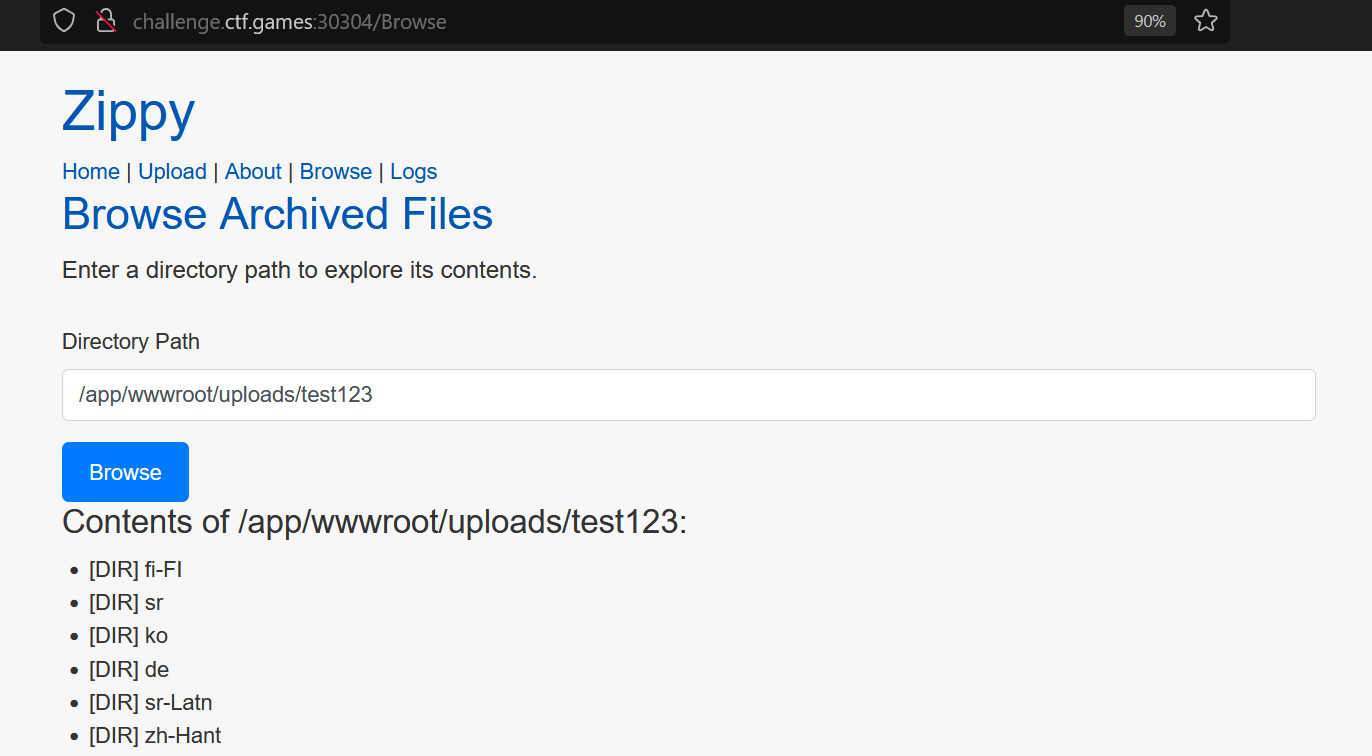 challenge.ctf.games:30304/Browse 90%
Zippy
Home | Upload | About | Browse | Logs
Browse Archived Files
Enter a directory path to explore its contents.
Directory Path
/app/wwwroot/uploads/test123
Browse
Contents of /app/wwwroot/uploads/test123:
• [DIR] fi-FI
• [DIR] sr
• [DIR] ko
• [DIR] de
• [DIR] sr-Latn
• [DIR] zh-Hant